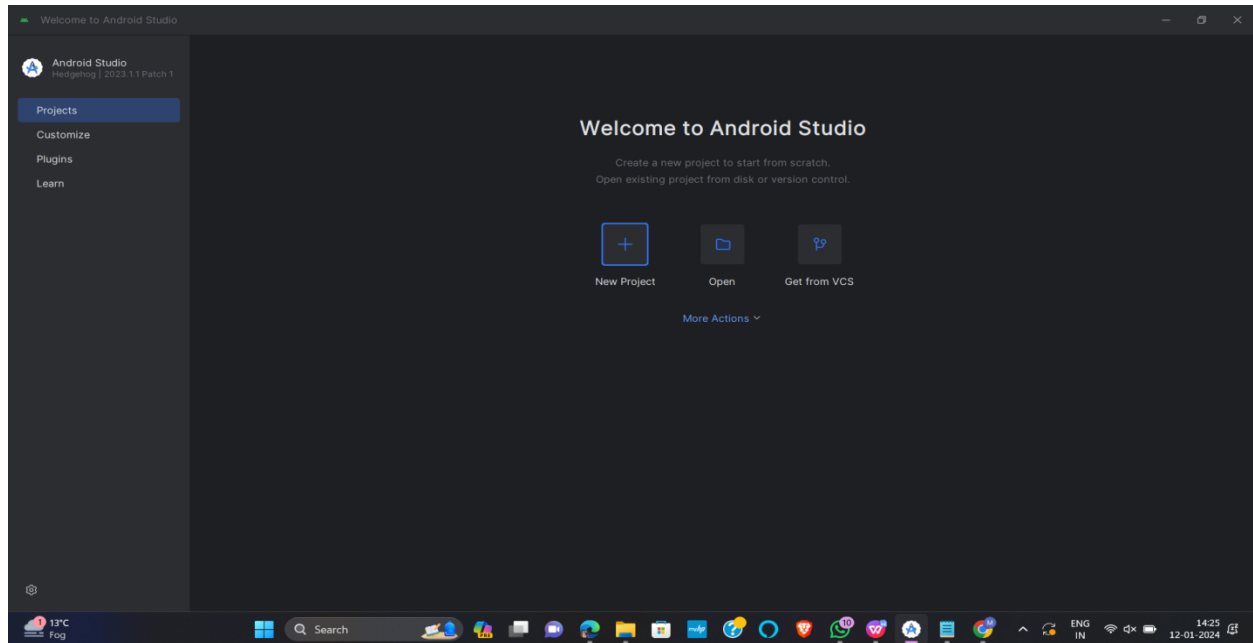 Welcome to Android Studio
Android Studio
Hedgehog | 2023.1.1 Patch 1
Projects
Customize
Plugins
Learn
Welcome to Android Studio
Create a new project to start from scratch.
Open existing project from disk or version control.
New Project
Open
Get from VCS
More Actions
1
13°C
Fog
Search
10
ENG
IN
14:25
12-01-2024